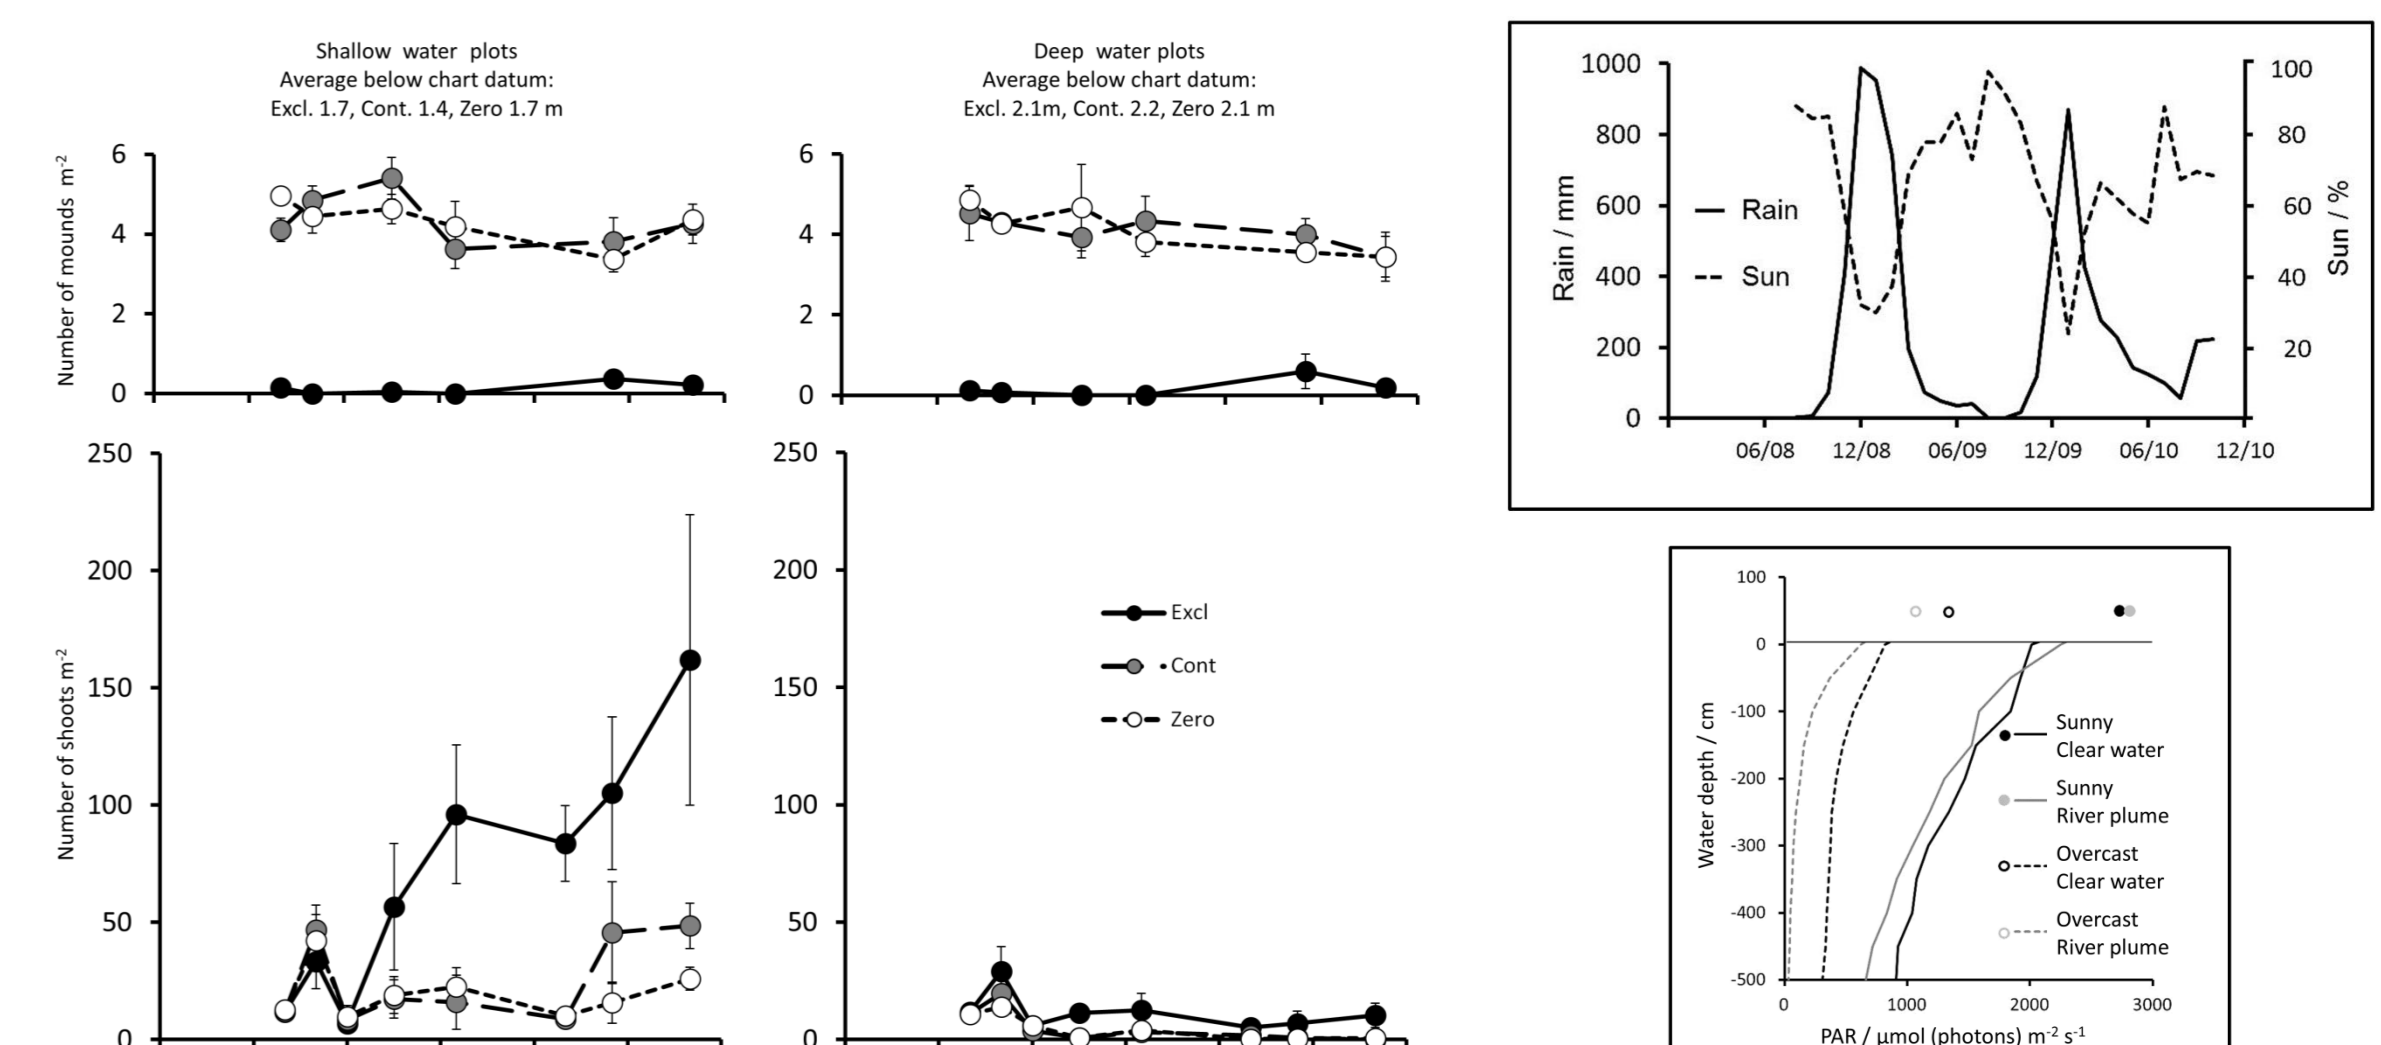 Shallow water plots
Average below chart datum:
Excl. 1.7, Cont. 1.4, Zero 1.7 m
Number of mounds m-2
6
4
2
0
Deep water plots
Average below chart datum:
Excl. 2.1m, Cont. 2.2, Zero 2.1 m
6
4
2
0
Number of shoots m-2
250
200
150
100
50
0
250
200
150
100
50
0
Excl
Cont
Zero
Rain / mm
1000
800
600
400
200
0
Rain
Sun
100
80
60
40
20
Sun / %
06/08 12/08 06/09 12/09 06/10 12/10
Water depth / cm
100
0
-100
-200
-300
-400
-500
Sunny
Clear water
Sunny
River plume
Overcast
Clear water
Overcast
River plume
0 1000 2000 3000
PAR / µmol (photons) m-2 s-1